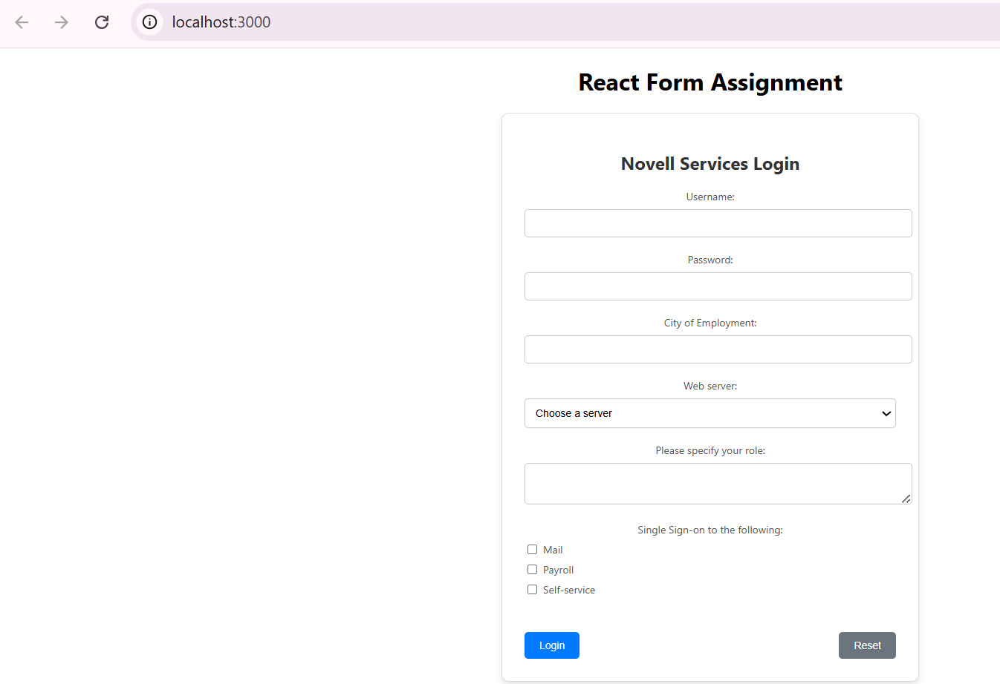 localhost:3000
React Form Assignment
Novell Services Login
Username:
Password:
City of Employment:
Web server:
Choose a server
Please specify your role:
Single Sign-on to the following:
Mail
Payroll
Self-service
Login Reset